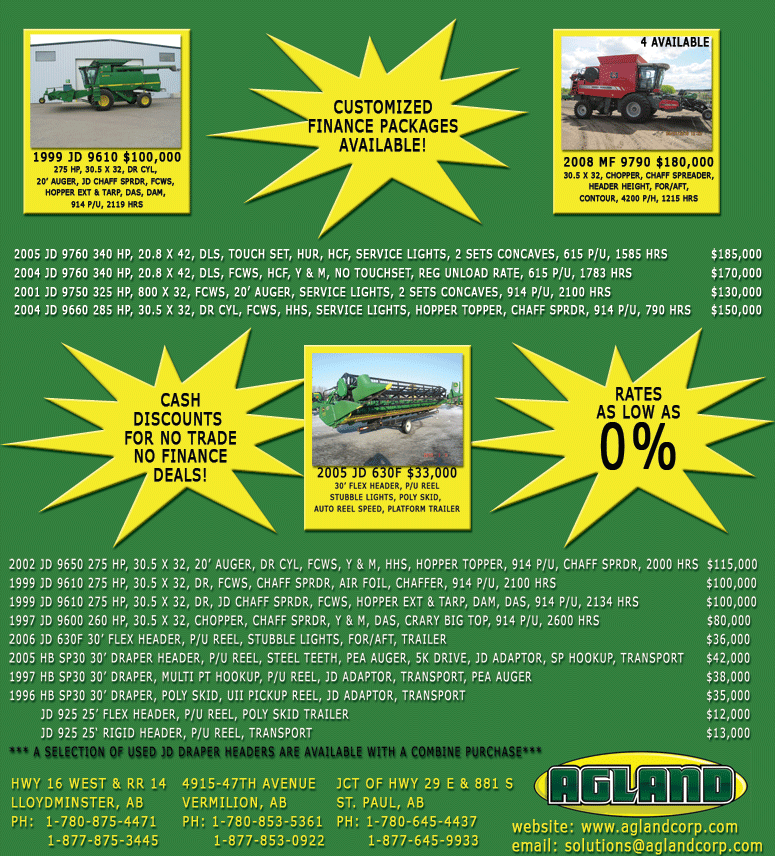 4 AVAILABLE
1999 JD 9610 $100,000
275 HP, 30.5 X 32, DR CYL,
20' AUGER, JD CHAFF SPRDR, FCWS,
HOPPER EXT & TARP, DAS, DAM,
914 P/U, 2119 HRS
CUSTOMIZED
FINANCE PACKAGES
AVAILABLE!
2008 MF 9790 $180,000
30.5 X 32, CHOPPER, CHAFF SPREADER,
HEADER HEIGHT, FOR/AFT,
CONTOUR, 4200 P/H, 1215 HRS
2005 JD 9760 340 HP, 20.8 X 42, DLS, TOUCH SET, HUR, HCF, SERVICE LIGHTS, 2 SETS CONCAVES, 615 P/U, 1585 HRS $185,000
2004 JD 9760 340 HP, 20.8 X 42, DLS, FCWS, HCF, Y & M, NO TOUCHSET, REG UNLOAD RATE, 615 P/U, 1783 HRS $170,000
2001 JD 9750 325 HP, 800 X 32, FCWS, 20' AUGER, SERVICE LIGHTS, 2 SETS CONCAVES, 914 P/U, 2100 HRS $130,000
2004 JD 9660 285 HP, 30.5 X 32, DR CYL, FCWS, HHS, SERVICE LIGHTS, HOPPER TOPPER, CHAFF SPRDR, 914 P/U, 790 HRS $150,000
CASH
DISCOUNTS
FOR NO TRADE
NO FINANCE
DEALS!
2005 JD 630F $33,000
30' FLEX HEADER, P/U REEL
STUBBLE LIGHTS, POLY SKID,
AUTO REEL SPEED, PLATFORM TRAILER
RATES
AS LOW AS
0%
2002 JD 9650 275 HP, 30.5 X 32, 20' AUGER, DR CYL, FCWS, Y & M, HHS, HOPPER TOPPER, 914 P/U, CHAFF SPRDR, 2000 HRS $115,000
1999 JD 9610 275 HP, 30.5 X 32, DR, FCWS, CHAFF SPRDR, AIR FOIL, CHAFFER, 914 P/U, 2100 HRS $100,000
1999 JD 9610 275 HP, 30.5 X 32, DR, JD CHAFF SPRDR, FCWS, HOPPER EXT & TARP, DAM, DAS, 914 P/U, 2134 HRS $100,000
1997 JD 9600 260 HP, 30.5 X 32, CHOPPER, CHAFF SPRDR, Y & M, DAS, CRARY BIG TOP, 914 P/U, 2600 HRS $80,000
2006 JD 630F 30' FLEX HEADER, P/U REEL, STUBBLE LIGHTS, FOR/AFT, TRAILER $36,000
2005 HB SP30 30' DRAPER HEADER, P/U REEL, STEEL TEETH, PEA AUGER, 5K DRIVE, JD ADAPTOR, SP HOOKUP, TRANSPORT $42,000
1997 HB SP30 30' DRAPER, MULTI PT HOOKUP, P/U REEL, JD ADAPTOR, TRANSPORT, PEA AUGER $38,000
1996 HB SP30 30' DRAPER, POLY SKID, UII PICKUP REEL, JD ADAPTOR, TRANSPORT $35,000
JD 925 25' FLEX HEADER, P/U REEL, POLY SKID TRAILER $12,000
JD 925 25' RIGID HEADER, P/U REEL, TRANSPORT $13,000
*** A SELECTION OF USED JD DRAPER HEADERS ARE AVAILABLE WITH A COMBINE PURCHASE***
HWY 16 WEST & RR 14
LLOYDMINSTER, AB
PH: 1-780-875-4471
1-877-875-3445
4915-47TH AVENUE
VERMILION, AB
PH: 1-780-853-5361
1-877-853-0922
JCT OF HWY 29 E & 881 S
ST. PAUL, AB
PH: 1-780-645-4437
1-877-645-9933
AGLAND
website: www.aglandcorp.com
email: solutions@aglandcorp.com